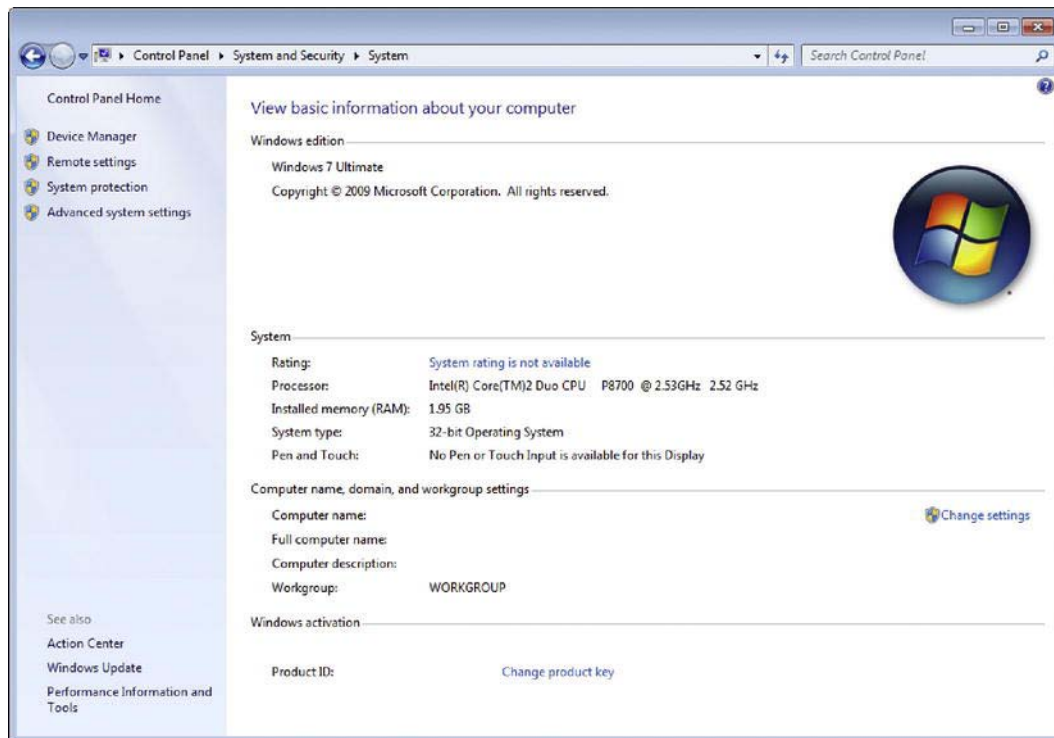 Control Panel ▸ System and Security ▸ System
Search Control Panel
Control Panel Home
Device Manager
Remote settings
System protection
Advanced system settings
View basic information about your computer
Windows edition
Windows 7 Ultimate
Copyright © 2009 Microsoft Corporation. All rights reserved.
System
Rating: System rating is not available
Processor: Intel(R) Core(TM)2 Duo CPU P8700 @ 2.53GHz 2.52 GHz
Installed memory (RAM): 1.95 GB
System type: 32-bit Operating System
Pen and Touch: No Pen or Touch Input is available for this Display
Computer name, domain, and workgroup settings
Computer name: Change settings
Full computer name:
Computer description:
Workgroup: WORKGROUP
Windows activation
Product ID: Change product key
See also
Action Center
Windows Update
Performance Information and
Tools